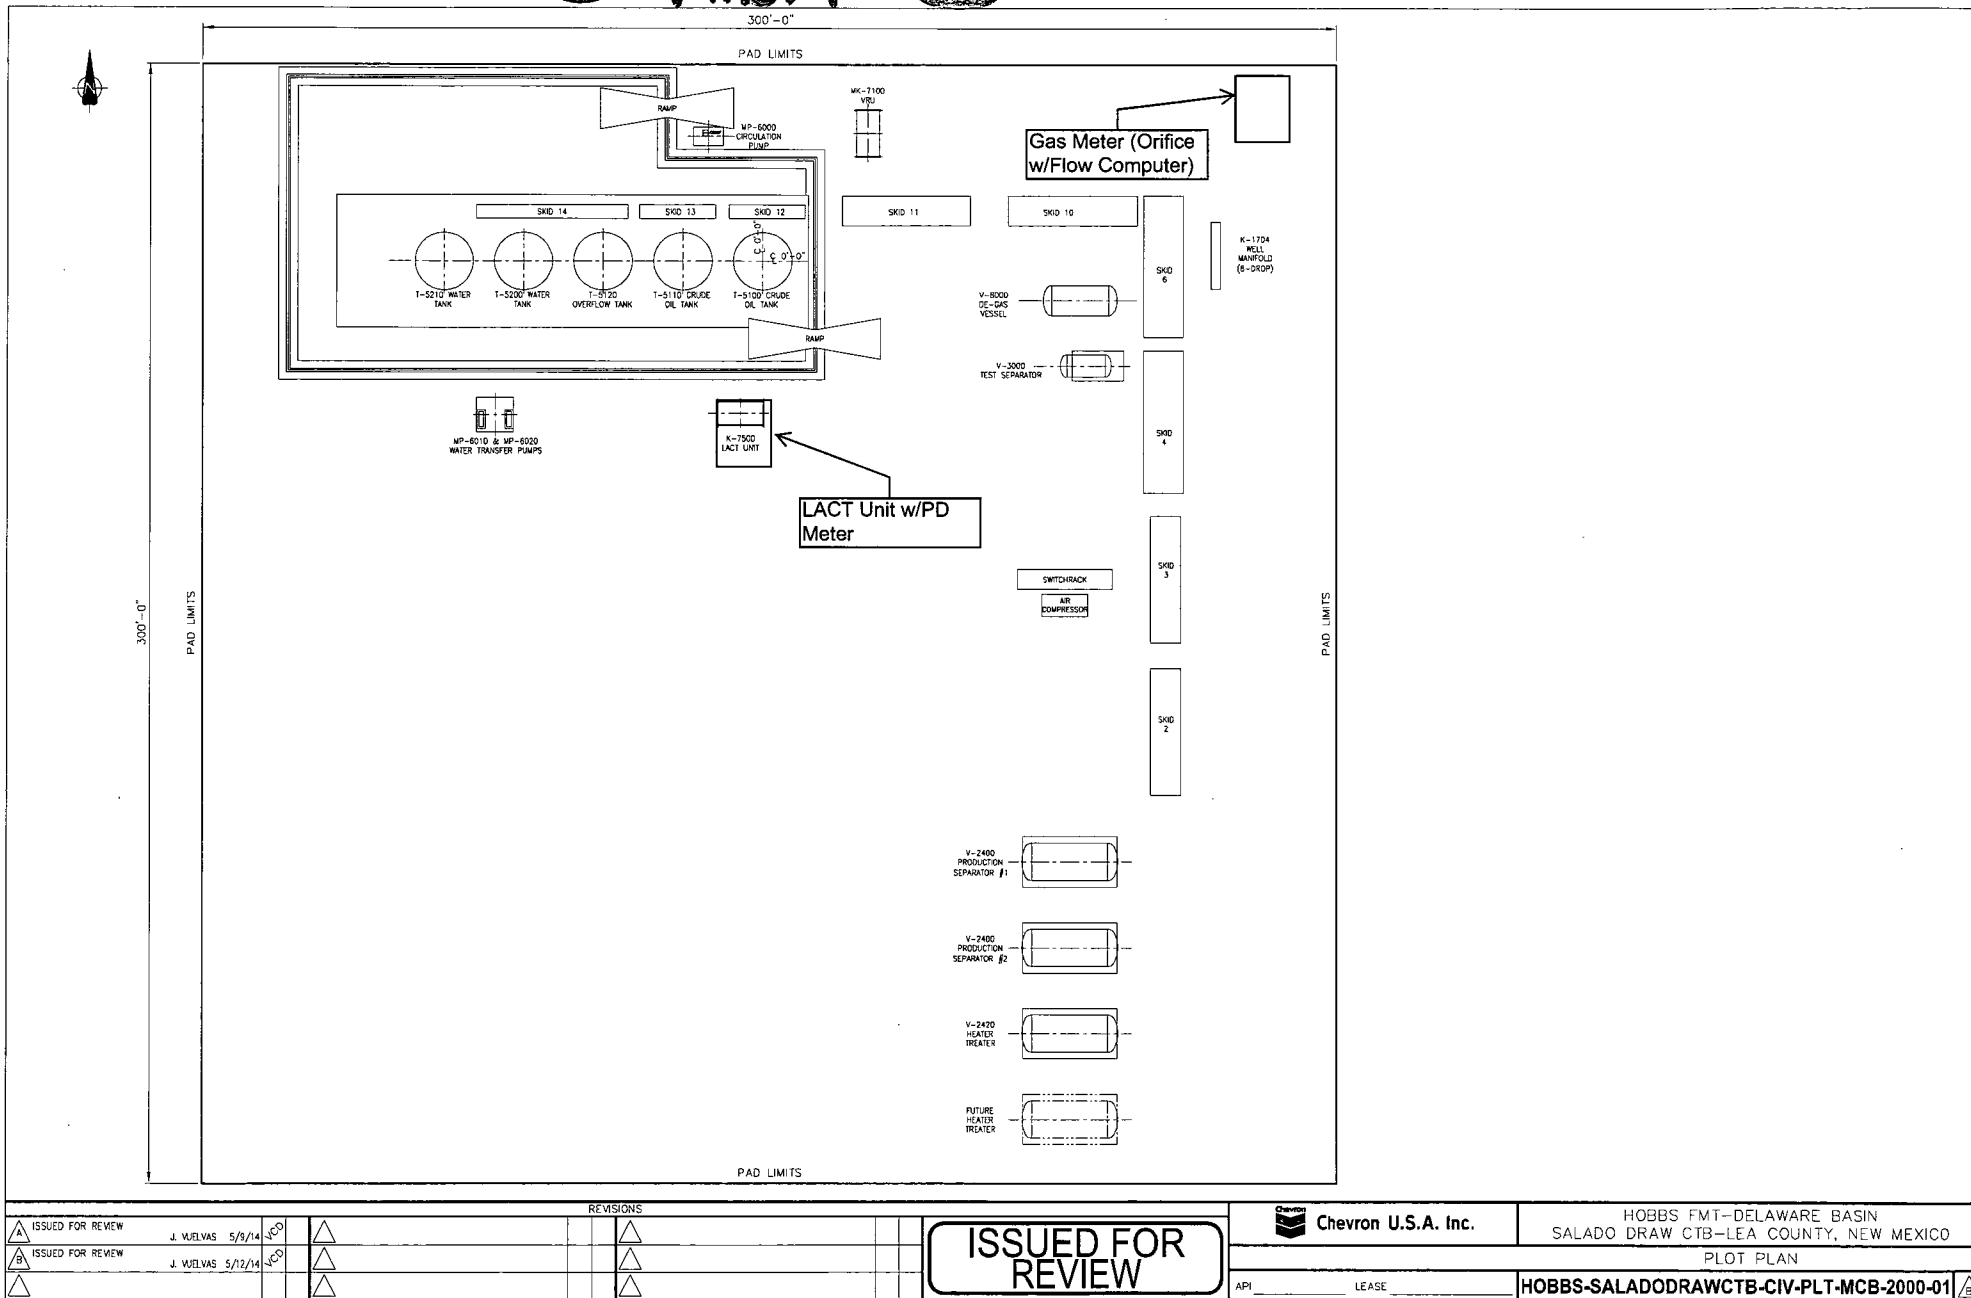 300'-0"
PAD LIMITS
N
RAMP
MK-7100
VRU
MP-6000
CIRCULATION
PUMP
Gas Meter (Orifice
w/Flow Computer)
SKID 14
SKID 13
SKID 12
SKID 11
SKID 10
₵ 0'-0"
₵ 0'-0"
T-5210 WATER
TANK
T-5200 WATER
TANK
T-5120
OVERFLOW TANK
T-5110 CRUDE
OIL TANK
T-5100 CRUDE
OIL TANK
SKID
6
K-1704
WELL
MANIFOLD
(8-DROP)
V-8000
DE-GAS
VESSEL
RAMP
V-3000
TEST SEPARATOR
SKID
4
MP-6010 & MP-6020
WATER TRANSFER PUMPS
K-7500
LACT UNIT
LACT Unit w/PD
Meter
SKID
3
SWITCHRACK
AIR
COMPRESSOR
300'-0"
PAD LIMITS
PAD LIMITS
SKID
2
V-2400
PRODUCTION
SEPARATOR #1
V-2400
PRODUCTION
SEPARATOR #2
V-2420
HEATER
TREATER
FUTURE
HEATER
TREATER
PAD LIMITS
REVISIONS
A ISSUED FOR REVIEW J. VUELVAS 5/9/14 VCD
B ISSUED FOR REVIEW J. VUELVAS 5/12/14 VCD
ISSUED FOR
REVIEW
Chevron
Chevron U.S.A. Inc.
HOBBS FMT-DELAWARE BASIN
SALADO DRAW CTB-LEA COUNTY, NEW MEXICO
PLOT PLAN
API LEASE
HOBBS-SALADODRAWCTB-CIV-PLT-MCB-2000-01 B